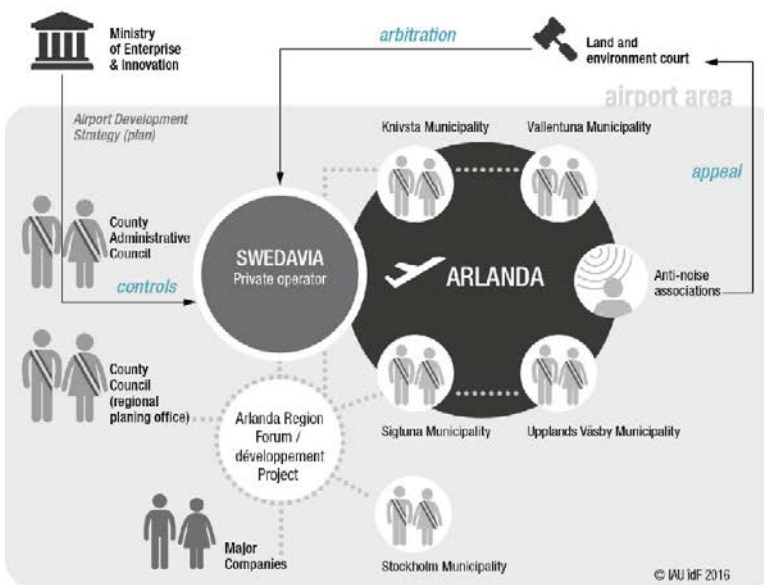 Ministry
of Enterprise
& Innovation
arbitration
Land and
environment court
airport area
Airport Development
Strategy (plan)
Knivsta Municipality
Vallentuna Municipality
appeal
County
Administrative
Council
SWEDAVIA
Private operator
ARLANDA
Anti-noise
associations
controls
County
Council
(regional
planing office)
Arlanda Region
Forum /
développement
Project
Sigtuna Municipality
Upplands Väsby Municipality
Major
Companies
Stockholm Municipality
© IAU îdF 2016